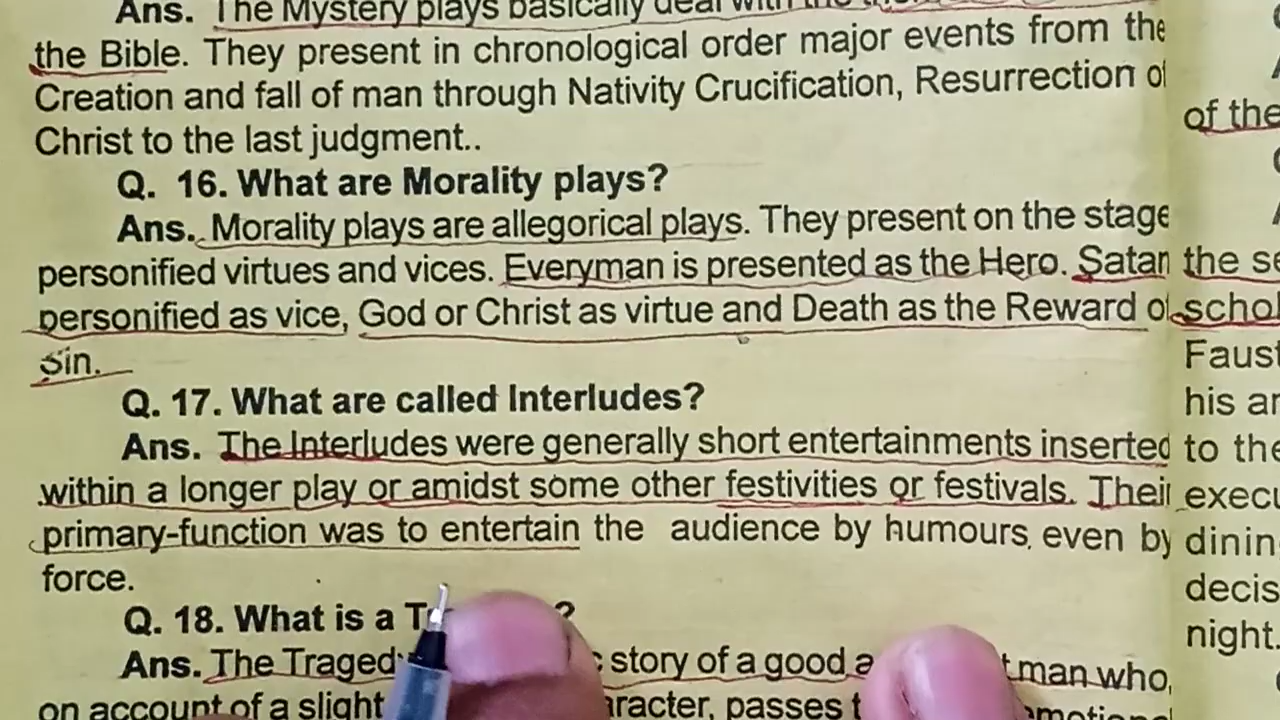 Ans. The Mystery plays basically deal with the
the Bible. They present in chronological order major events from the
Creation and fall of man through Nativity Crucification, Resurrection of
Christ to the last judgment..
Q. 16. What are Morality plays?
Ans. Morality plays are allegorical plays. They present on the stage
personified virtues and vices. Everyman is presented as the Hero. Satan
personified as vice, God or Christ as virtue and Death as the Reward of
Sin.
Q. 17. What are called Interludes?
Ans. The Interludes were generally short entertainments inserted
within a longer play or amidst some other festivities or festivals. Their
primary-function was to entertain the audience by humours, even by
force.
Q. 18. What is a ?
Ans. The story of a good a man who,
on account of a slight passes
of the
the
Faust
his
to the
dinin
night.